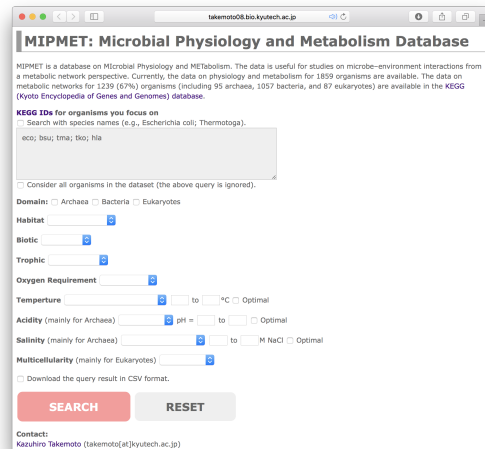 takemoto08.bio.kyutech.ac.jp
MIPMET: Microbial Physiology and Metabolism Database
MIPMET is a database on MIcrobial Physiology and METabolism. The data is useful for studies on microbe–environment interactions from
a metabolic network perspective. Currently, the data on physiology and metabolism for 1859 organisms are available. The data on
metabolic networks for 1239 (67%) organisms (including 95 archaea, 1057 bacteria, and 87 eukaryotes) are available in the KEGG
(Kyoto Encyclopedia of Genes and Genomes) database.
KEGG IDs for organisms you focus on
Search with species names (e.g., Escherichia coli; Thermotoga).
eco; bsu; tma; tko; hla
Consider all organisms in the dataset (the above query is ignored).
Domain: Archaea Bacteria Eukaryotes
Habitat
Biotic
Trophic
Oxygen Requirement
Temperture to °C Optimal
Acidity (mainly for Archaea) pH = to Optimal
Salinity (mainly for Archaea) to M NaCl Optimal
Multicellularity (mainly for Eukaryotes)
Download the query result in CSV format.
SEARCH RESET
Contact:
Kazuhiro Takemoto (takemoto[at]kyutech.ac.jp)